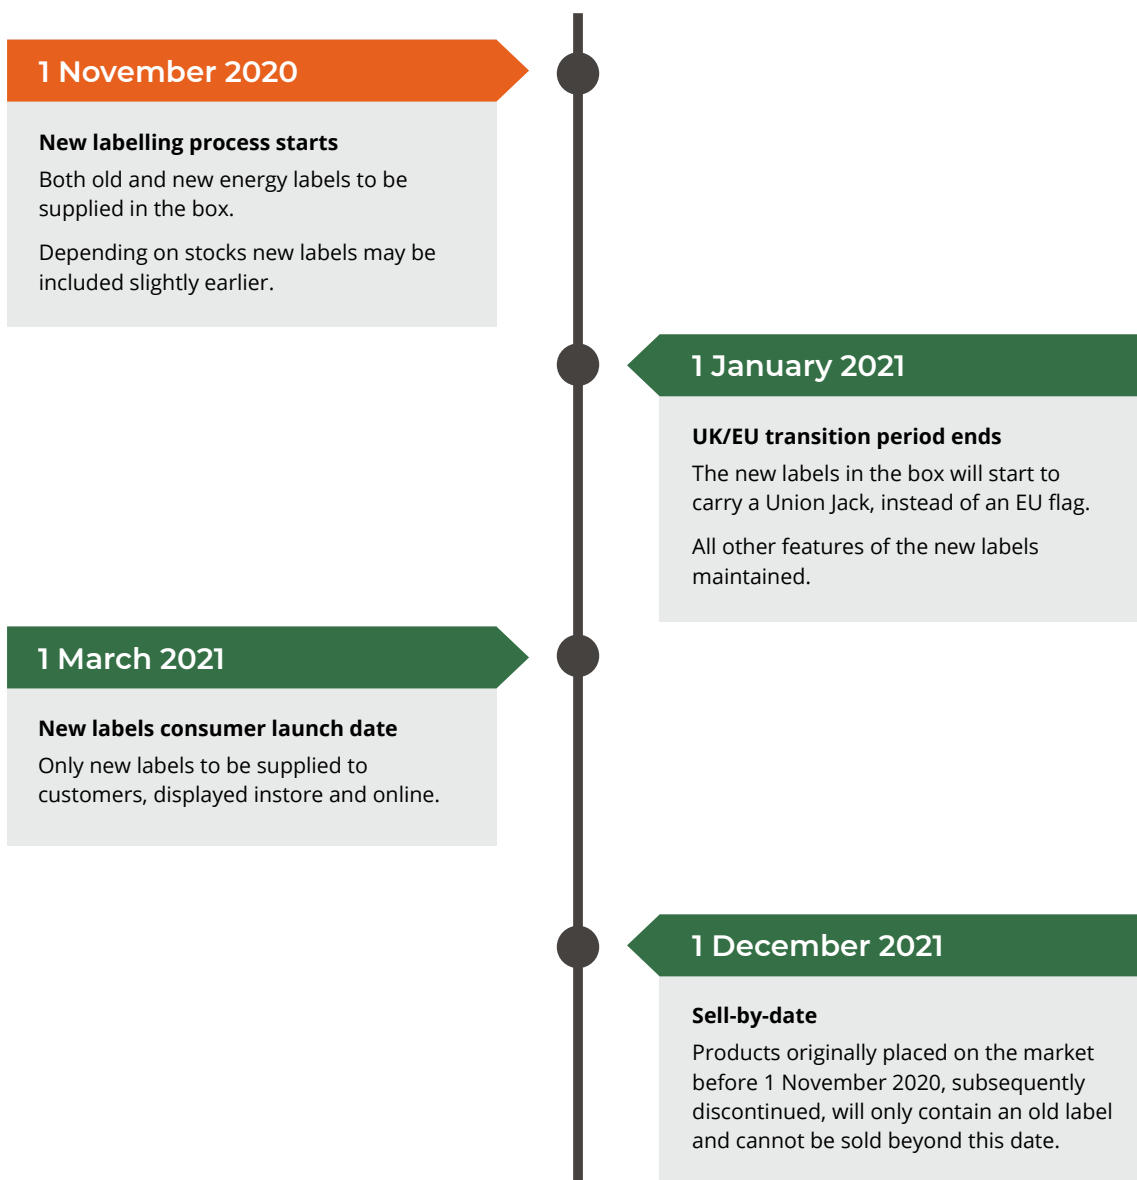 1 November 2020
New labelling process starts
Both old and new energy labels to be
supplied in the box.
Depending on stocks new labels may be
included slightly earlier.
1 January 2021
UK/EU transition period ends
The new labels in the box will start to
carry a Union Jack, instead of an EU flag.
All other features of the new labels
maintained.
1 March 2021
New labels consumer launch date
Only new labels to be supplied to
customers, displayed instore and online.
1 December 2021
Sell-by-date
Products originally placed on the market
before 1 November 2020, subsequently
discontinued, will only contain an old label
and cannot be sold beyond this date.